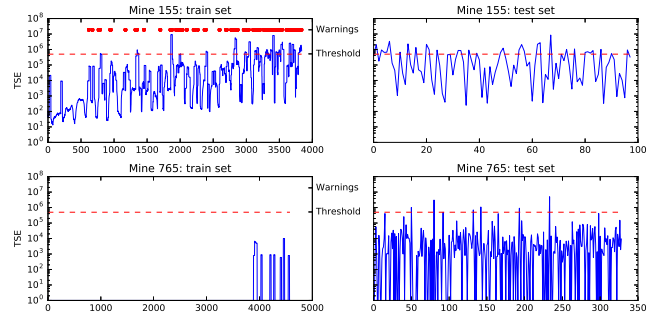 Mine 155: train set
Mine 155: test set
TSE
10^8
10^7
10^6
10^5
10^4
10^3
10^2
10^1
10^0
Warnings
Threshold
0 500 1000 1500 2000 2500 3000 3500 4000
0 20 40 60 80 100
Mine 765: train set
Mine 765: test set
TSE
10^8
10^7
10^6
10^5
10^4
10^3
10^2
10^1
10^0
Warnings
Threshold
0 1000 2000 3000 4000 5000
0 50 100 150 200 250 300 350